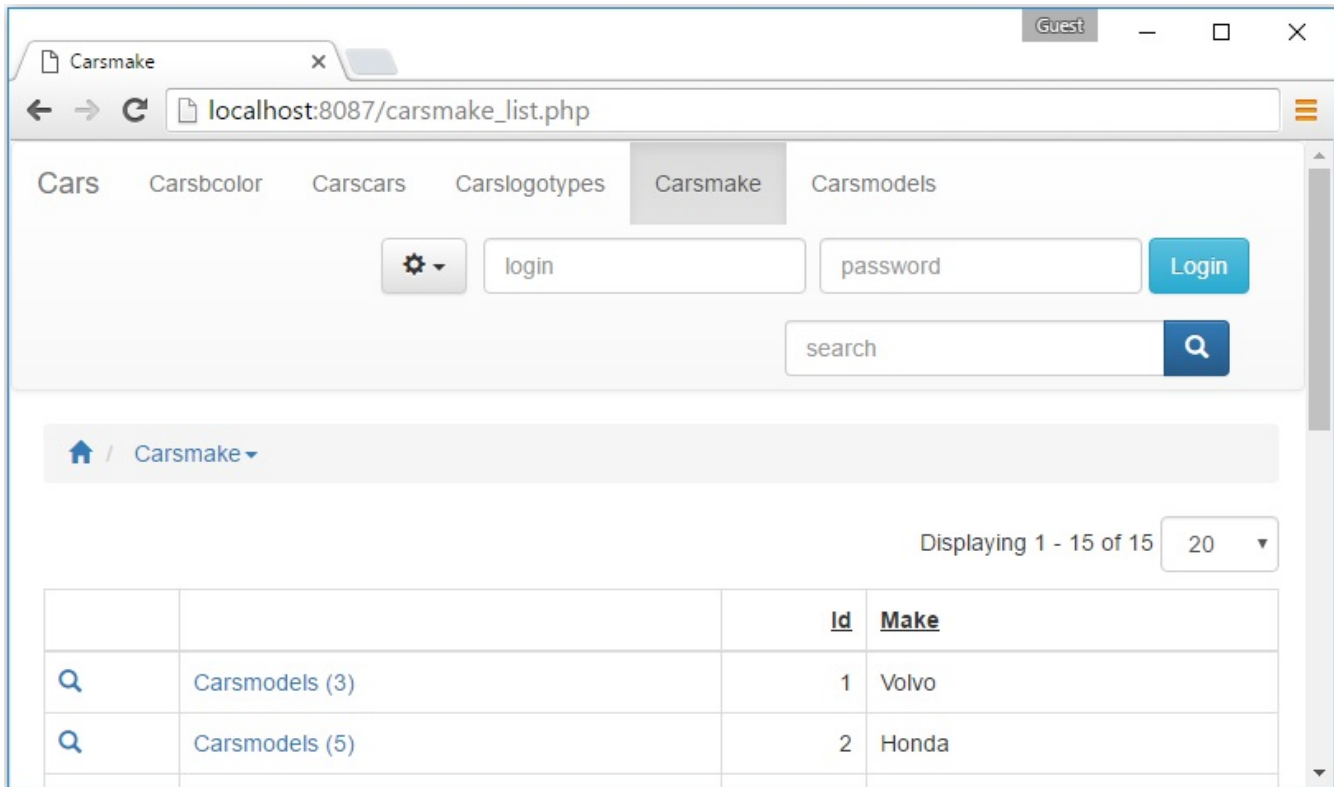 Guest
Carsmake
localhost:8087/carsmake_list.php
Cars Carsbcolor Carscars Carslogotypes Carsmake Carsmodels
login password Login
search
/ Carsmake
Displaying 1 - 15 of 15 20
Id Make
Carsmodels (3) 1 Volvo
Carsmodels (5) 2 Honda